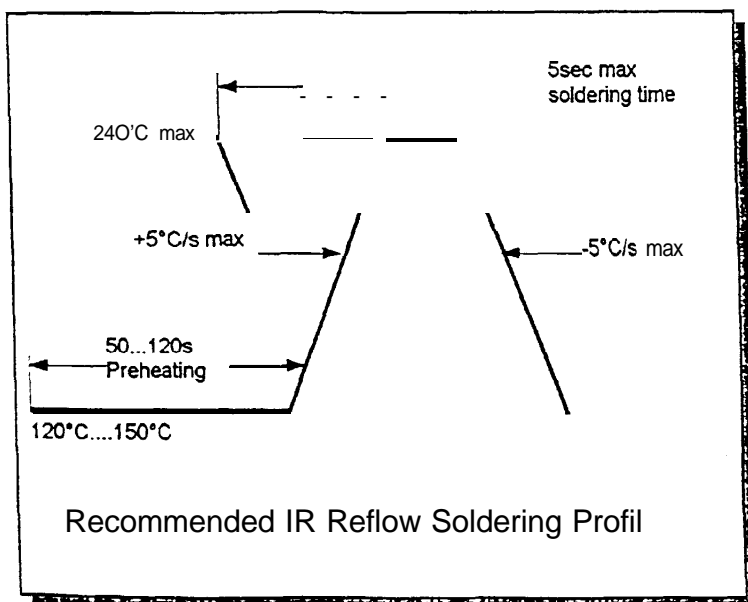 5sec max
soldering time
24O'C max
+5°C/s max
-5°C/s max
50...120s
Preheating
120°C....150°C
Recommended IR Reflow Soldering Profil